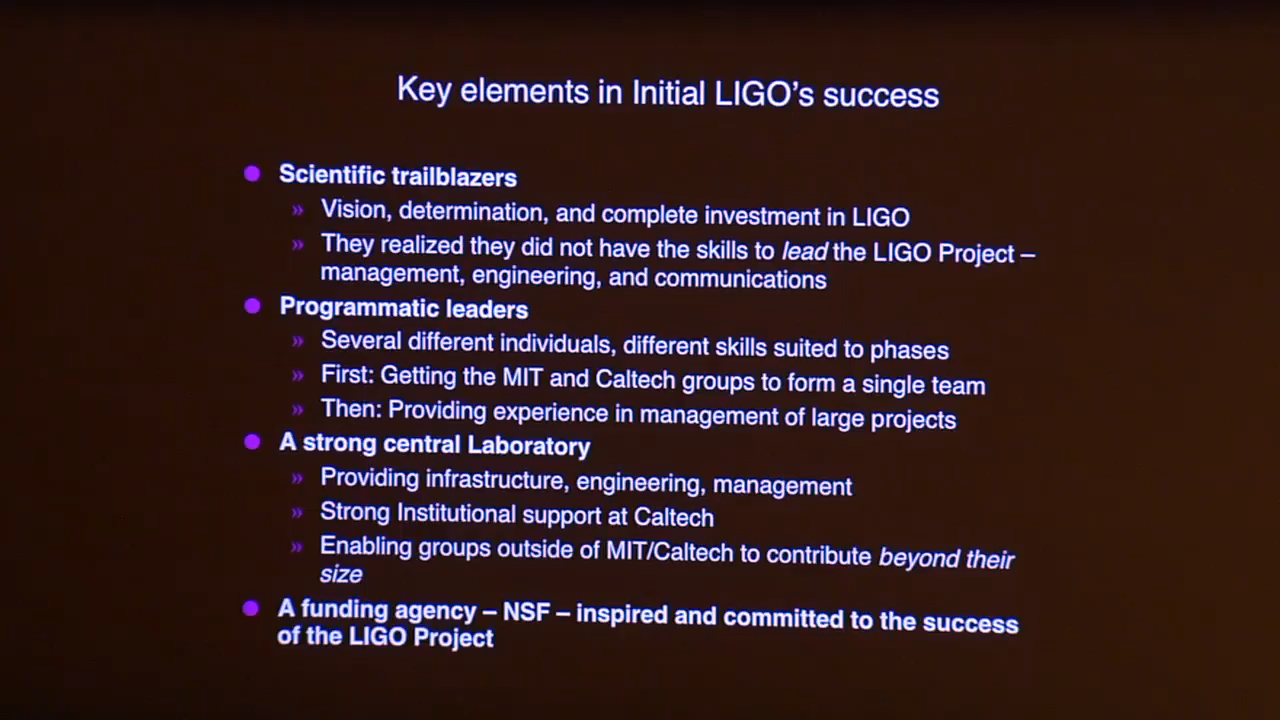 Key elements in Initial LIGO's success
● Scientific trailblazers
» Vision, determination, and complete investment in LIGO
» They realized they did not have the skills to lead the LIGO Project –
management, engineering, and communications
● Programmatic leaders
» Several different individuals, different skills suited to phases
» First: Getting the MIT and Caltech groups to form a single team
» Then: Providing experience in management of large projects
● A strong central Laboratory
» Providing infrastructure, engineering, management
» Strong Institutional support at Caltech
» Enabling groups outside of MIT/Caltech to contribute beyond their
size
● A funding agency – NSF – inspired and committed to the success
of the LIGO Project